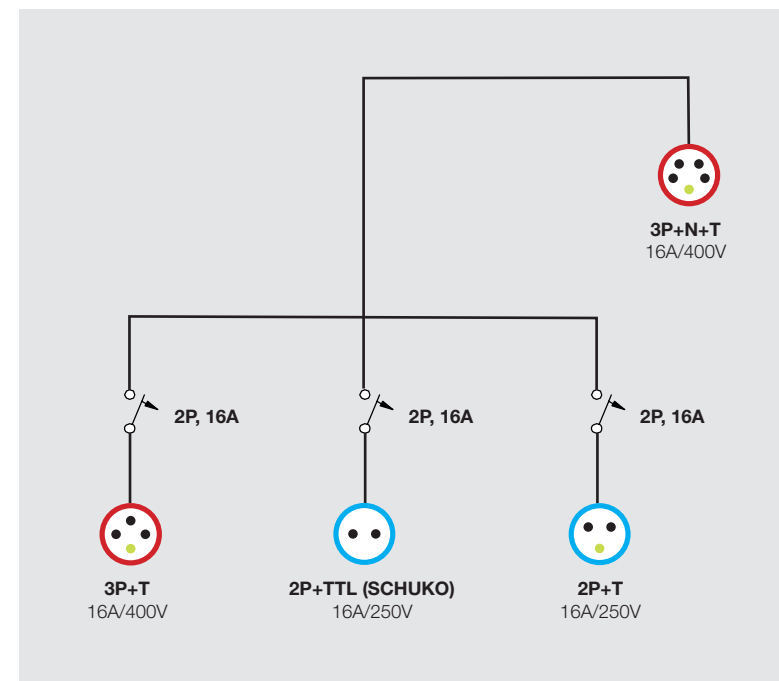 3P+N+T
16A/400V
2P, 16A
2P, 16A
2P, 16A
3P+T
16A/400V
2P+TTL (SCHUKO)
16A/250V
2P+T
16A/250V